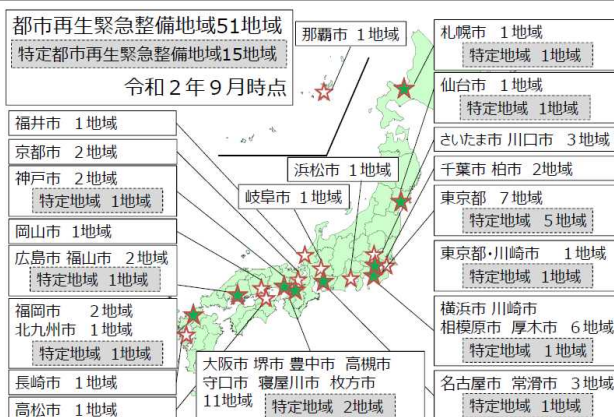 都市再生緊急整備地域51地域
特定都市再生緊急整備地域15地域
令和２年９月時点
那覇市 １地域
札幌市 １地域
特定地域 １地域
仙台市 １地域
特定地域 １地域
さいたま市 川口市 ３地域
千葉市 柏市 ２地域
東京都 ７地域
特定地域 ５地域
東京都・川崎市 １地域
特定地域 １地域
横浜市 川崎市
相模原市 厚木市 ６地域
特定地域 １地域
名古屋市 常滑市 ３地域
特定地域 １地域
浜松市 １地域
岐阜市 １地域
福井市 １地域
京都市 ２地域
神戸市 ２地域
特定地域 １地域
岡山市 １地域
広島市 福山市 ２地域
特定地域 １地域
福岡市 ２地域
北九州市 １地域
特定地域 １地域
長崎市 １地域
高松市 １地域
大阪市 堺市 豊中市 高槻市
守口市 寝屋川市 枚方市
11地域
特定地域 ２地域